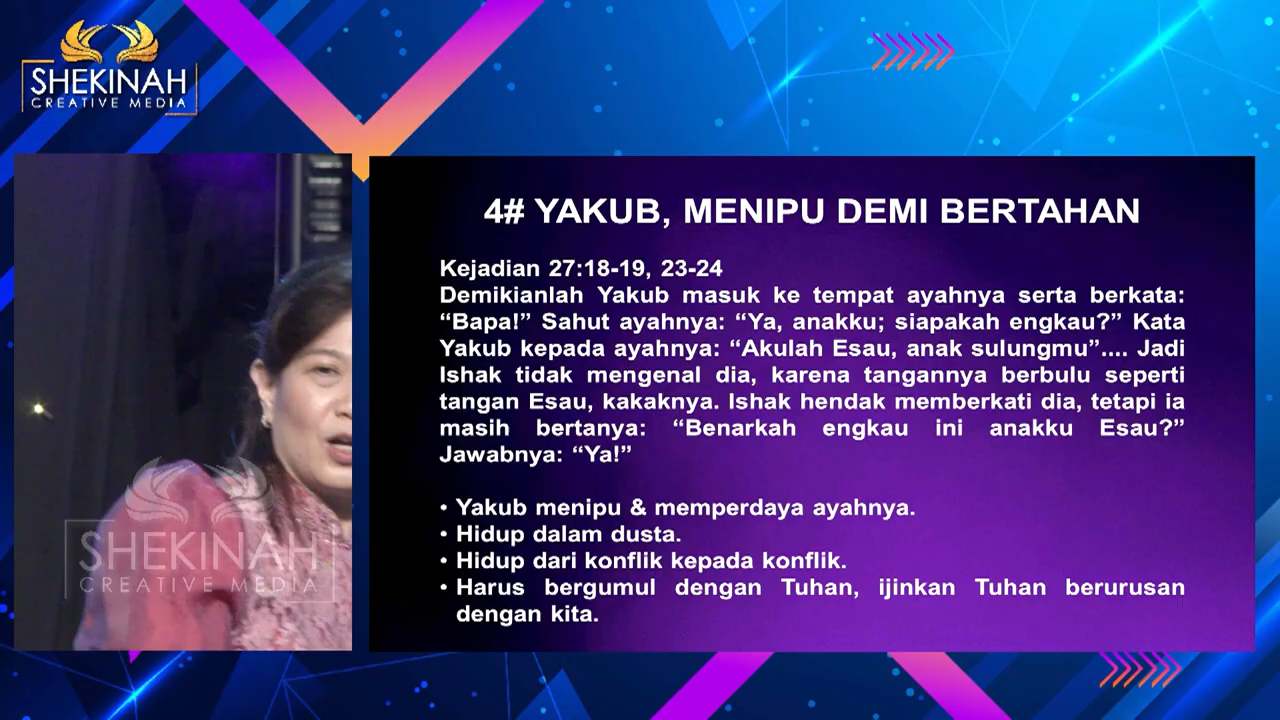 SHEKINAH
CREATIVE MEDIA
4# YAKUB, MENIPU DEMI BERTAHAN
Kejadian 27:18-19, 23-24
Demikianlah Yakub masuk ke tempat ayahnya serta berkata:
“Bapa!” Sahut ayahnya: “Ya, anakku; siapakah engkau?” Kata
Yakub kepada ayahnya: “Akulah Esau, anak sulungmu”.... Jadi
Ishak tidak mengenal dia, karena tangannya berbulu seperti
tangan Esau, kakaknya. Ishak hendak memberkati dia, tetapi ia
masih bertanya: “Benarkah engkau ini anakku Esau?”
Jawabnya: “Ya!”
• Yakub menipu & memperdaya ayahnya.
• Hidup dalam dusta.
• Hidup dari konflik kepada konflik.
• Harus bergumul dengan Tuhan, ijinkan Tuhan berurusan
dengan kita.
SHEKINAH
CREATIVE MEDIA